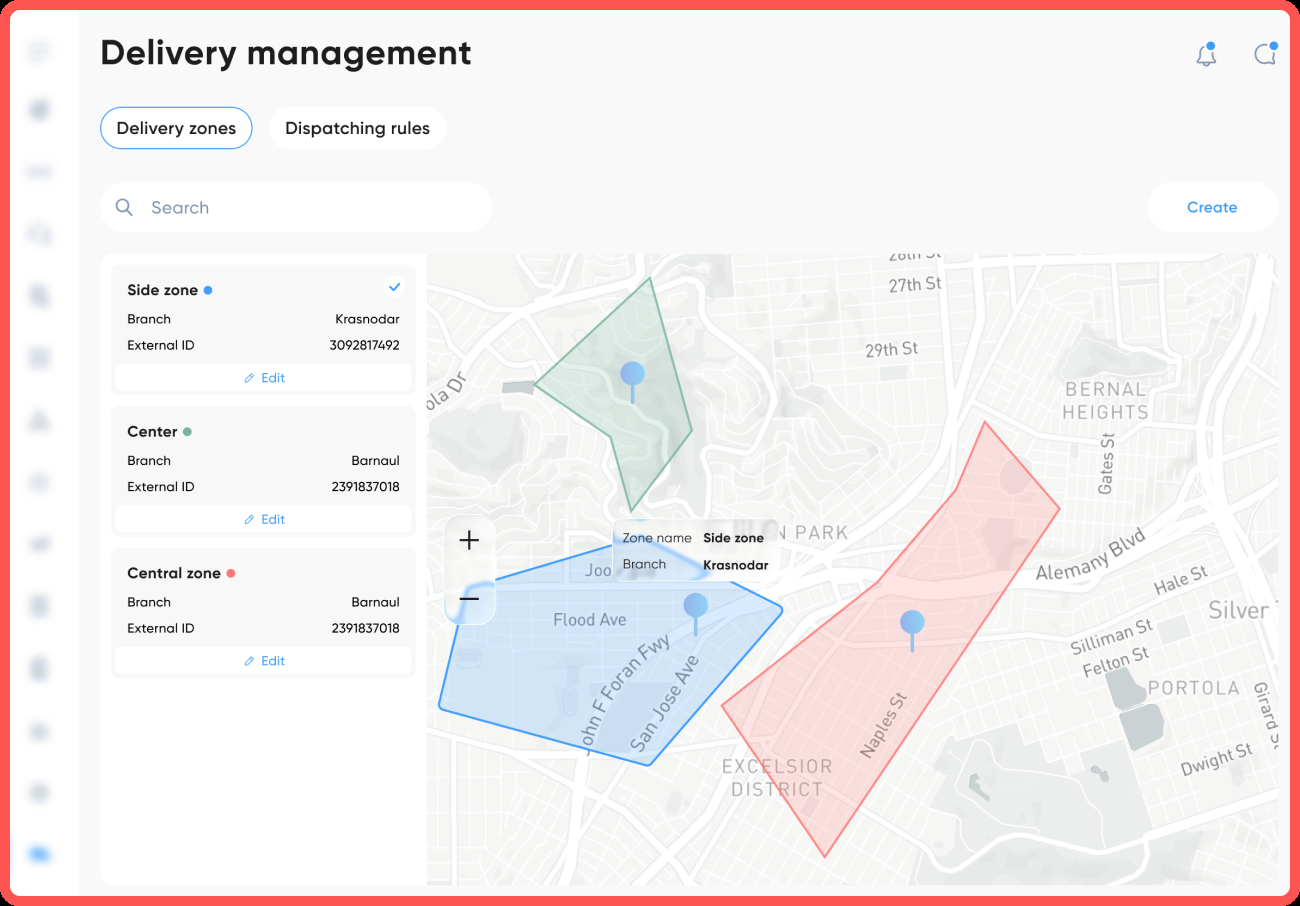 Delivery management
Delivery zones
Dispatching rules
Search
Create
Side zone
Branch Krasnodar
External ID 3092817492
Edit
Center
Branch Barnaul
External ID 2391837018
Edit
Central zone
Branch Barnaul
External ID 2391837018
Edit
28th St
27th St
29th St
ola Dr
BERNAL
HEIGHTS
Gates St
N PARK
Zone name Side zone
Branch Krasnodar
Joo
Flood Ave
John F Foran Fwy
San Jose Ave
Alemany Blvd
Hale St
Silver
Silliman St
Felton St
PORTOLA
Girard St
Naples St
Dwight St
EXCELSIOR
DISTRICT